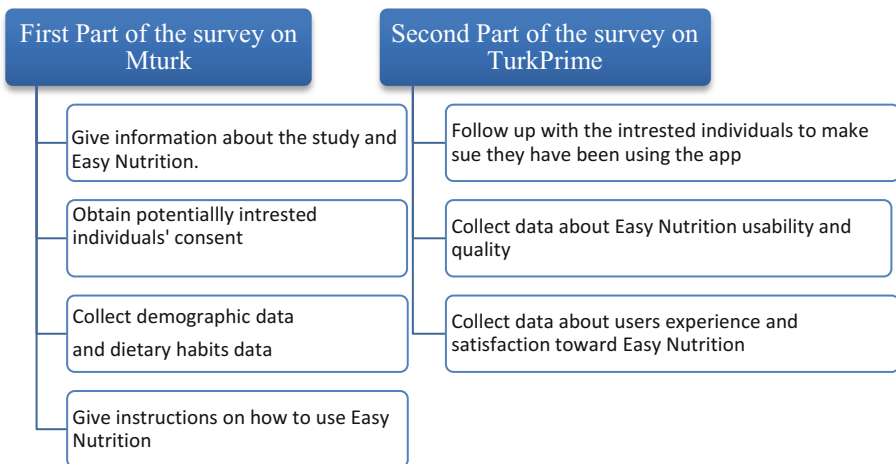 First Part of the survey on
Mturk
Give information about the study and
Easy Nutrition.
Obtain potentiallly intrested
individuals' consent
Collect demographic data
and dietary habits data
Give instructions on how to use Easy
Nutrition
Second Part of the survey on
TurkPrime
Follow up with the intrested individuals to make
sue they have been using the app
Collect data about Easy Nutrition usability and
quality
Collect data about users experience and
satisfaction toward Easy Nutrition